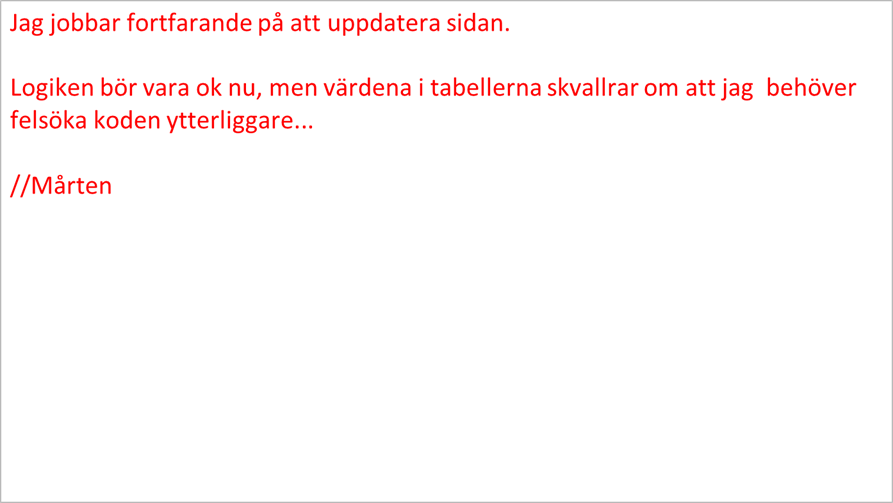 Jag jobbar fortfarande på att uppdatera sidan.
Logiken bör vara ok nu, men värdena i tabellerna skvallrar om att jag  behöver
felsöka koden ytterliggare...
//Mårten